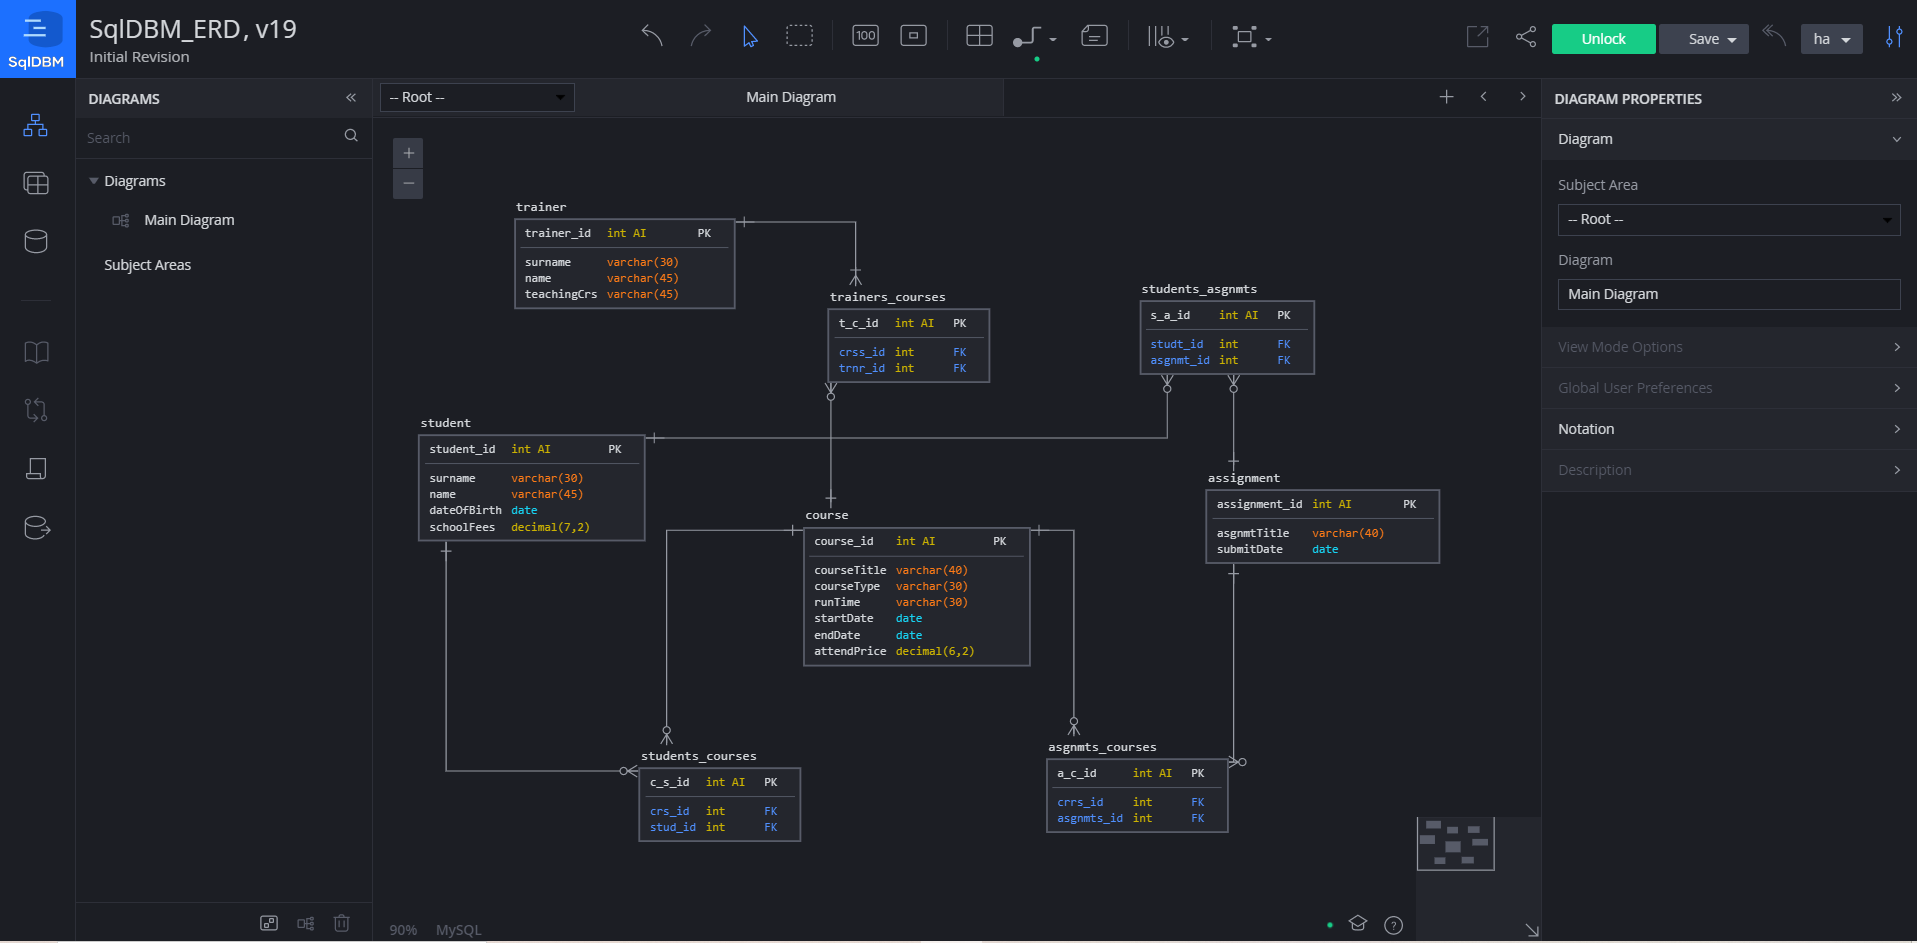 SqlDBM
SqlDBM_ERD, v19
Initial Revision
100
Unlock
Save
ha
DIAGRAMS
Search
Diagrams
Main Diagram
Subject Areas
-- Root --
Main Diagram
trainer
trainer_id int AI PK
surname varchar(30)
name varchar(45)
teachingCrs varchar(45)
trainers_courses
t_c_id int AI PK
crss_id int FK
trnr_id int FK
students_asgnmts
s_a_id int AI PK
studt_id int FK
asgnmt_id int FK
student
student_id int AI PK
surname varchar(30)
name varchar(45)
dateOfBirth date
schoolFees decimal(7,2)
course
course_id int AI PK
courseTitle varchar(40)
courseType varchar(30)
runTime varchar(30)
startDate date
endDate date
attendPrice decimal(6,2)
assignment
assignment_id int AI PK
asgnmtTitle varchar(40)
submitDate date
students_courses
c_s_id int AI PK
crs_id int FK
stud_id int FK
asgnmts_courses
a_c_id int AI PK
crrs_id int FK
asgnmts_id int FK
90% MySQL
?
DIAGRAM PROPERTIES
Diagram
Subject Area
-- Root --
Diagram
Main Diagram
View Mode Options
Global User Preferences
Notation
Description